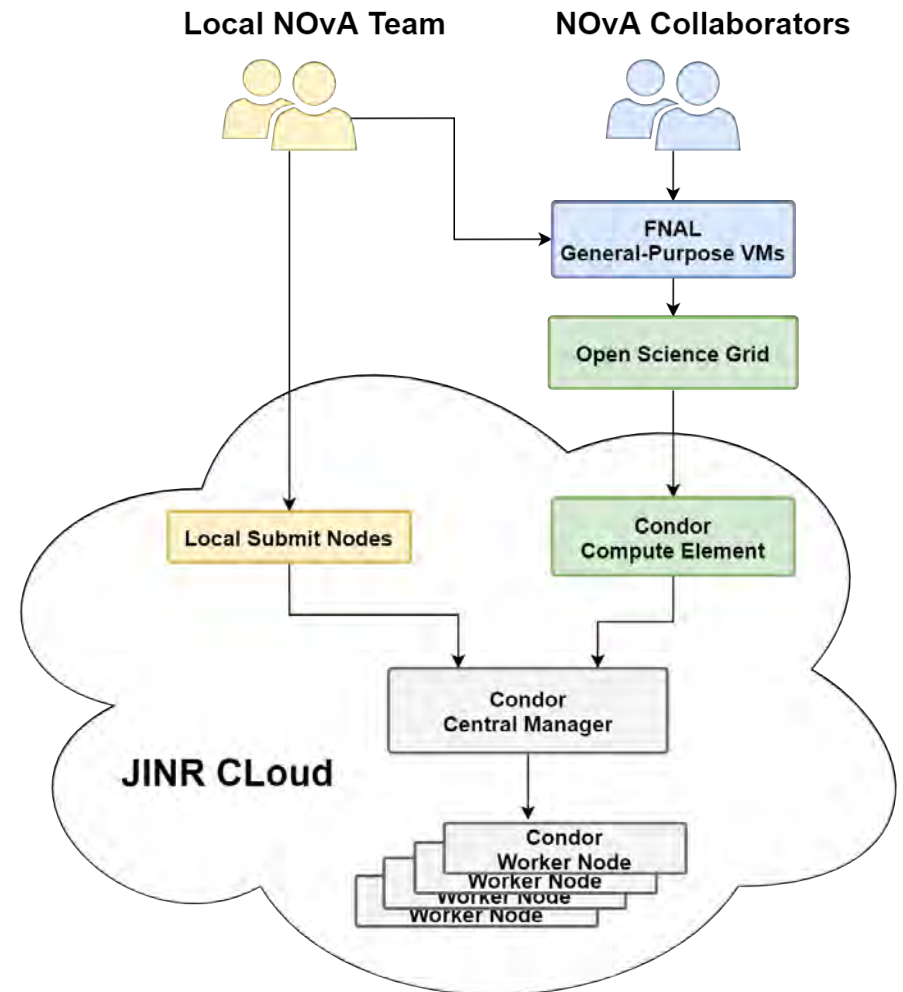 Local NOvA Team
NOvA Collaborators
FNAL
General-Purpose VMs
Open Science Grid
Local Submit Nodes
Condor
Compute Element
Condor
Central Manager
JINR CLoud
Condor
Worker Node
Worker Node
Worker Node
Worker Node